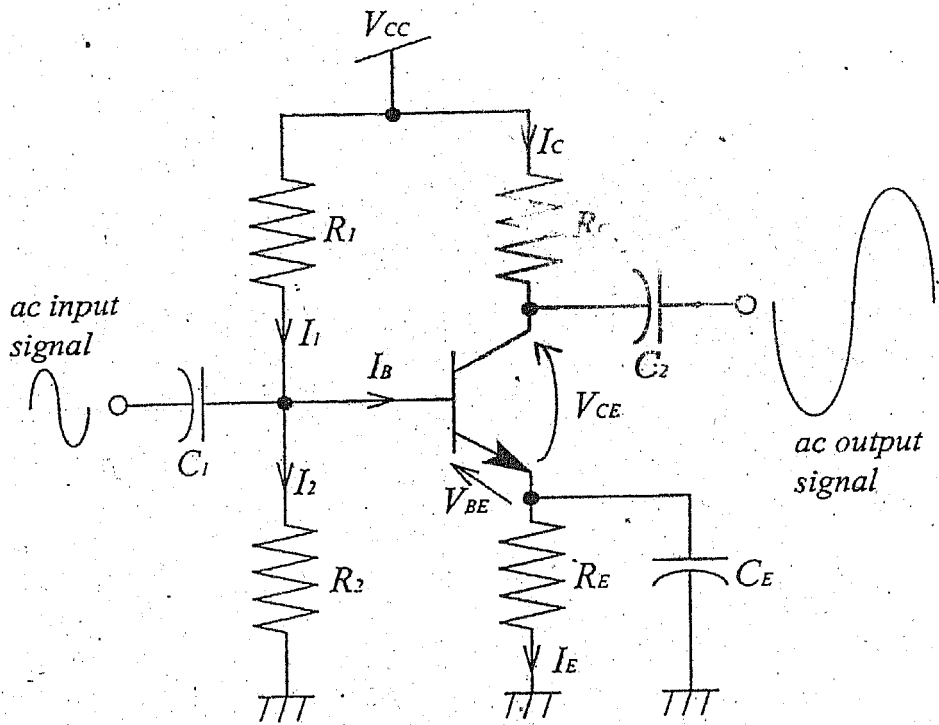 Vcc
IC
R1
RC
ac input
signal
I1
IB
C2
VCE
C1
I2
VBE
ac output
signal
R2
RE
CE
IE